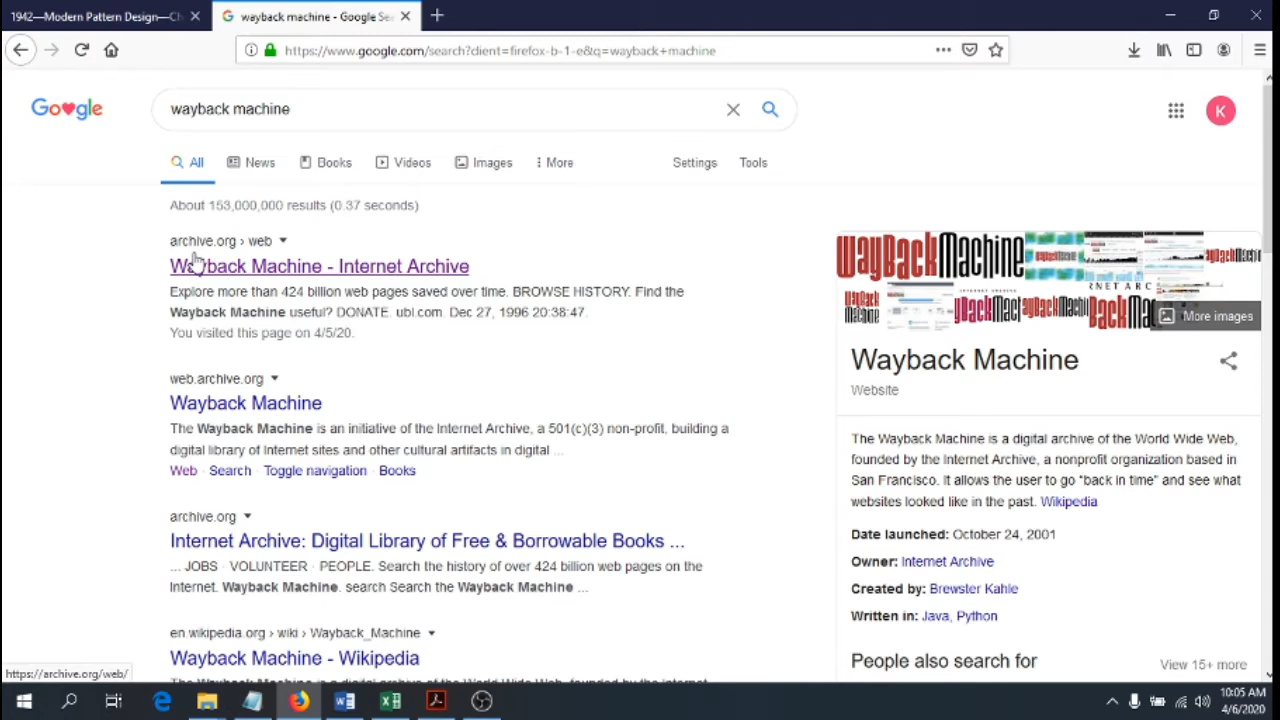 1942—Modern Pattern Design—Ch
wayback machine - Google Se
https://www.google.com/search?client=firefox-b-1-e&q=wayback+machine
Google
wayback machine
K
All
News
Books
Videos
Images
More
Settings
Tools
About 153,000,000 results (0.37 seconds)
archive.org › web
Wayback Machine - Internet Archive
Explore more than 424 billion web pages saved over time. BROWSE HISTORY. Find the
Wayback Machine useful? DONATE. ubl.com. Dec 27, 1996 20:38:47.
You visited this page on 4/5/20.
web.archive.org
Wayback Machine
The Wayback Machine is an initiative of the Internet Archive, a 501(c)(3) non-profit, building a
digital library of Internet sites and other cultural artifacts in digital ...
Web · Search · Toggle navigation · Books
archive.org
Internet Archive: Digital Library of Free & Borrowable Books ...
... JOBS · VOLUNTEER · PEOPLE. Search the history of over 424 billion web pages on the
Internet. Wayback Machine. search Search the Wayback Machine ...
en.wikipedia.org › wiki › Wayback_Machine
Wayback Machine - Wikipedia
WayBackMachine
More images
Wayback Machine
Website
The Wayback Machine is a digital archive of the World Wide Web,
founded by the Internet Archive, a nonprofit organization based in
San Francisco. It allows the user to go “back in time” and see what
websites looked like in the past. Wikipedia
Date launched: October 24, 2001
Owner: Internet Archive
Created by: Brewster Kahle
Written in: Java, Python
People also search for
View 15+ more
https://archive.org/web/
10:05 AM
4/6/2020